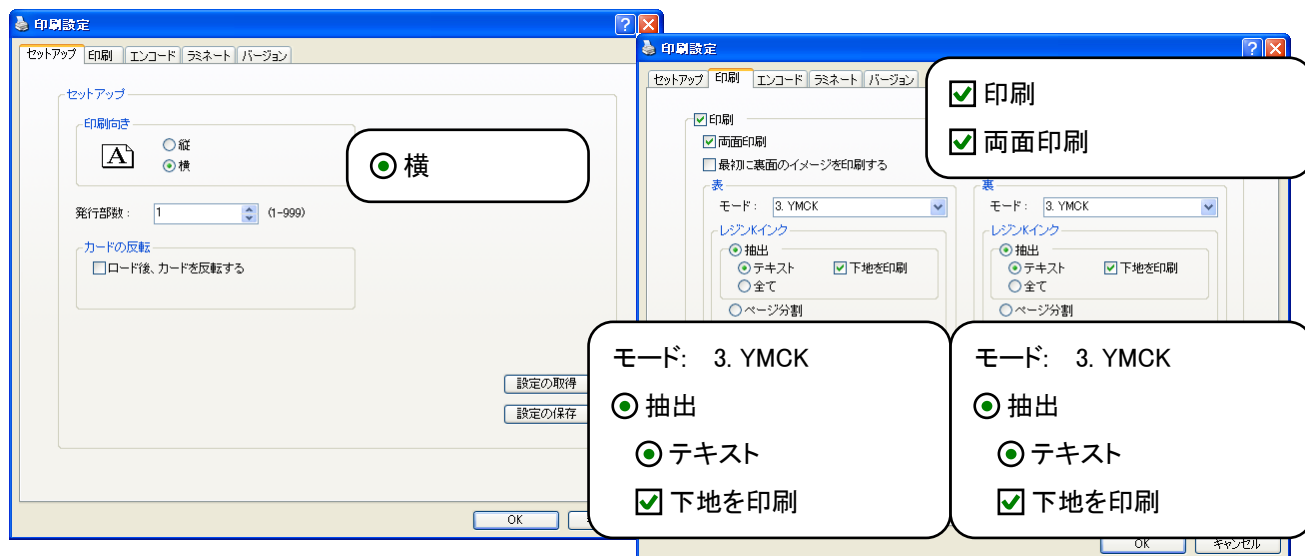 印刷設定
セットアップ 印刷 エンコード ラミネート バージョン
セットアップ
印刷向き
A
縦
横
横
発行部数： 1 (1-999)
カードの反転
ロード後、カードを反転する
設定の取得
設定の保存
OK
印刷設定
セットアップ 印刷 エンコード ラミネート バージョン
印刷
両面印刷
印刷
両面印刷
最初に裏面のイメージを印刷する
表
モード： 3. YMCK
レジンKインク
抽出
テキスト 下地を印刷
全て
ページ分割
裏
モード： 3. YMCK
レジンKインク
抽出
テキスト 下地を印刷
全て
ページ分割
モード: 3. YMCK
抽出
テキスト
下地を印刷
モード: 3. YMCK
抽出
テキスト
下地を印刷
OK キャンセル